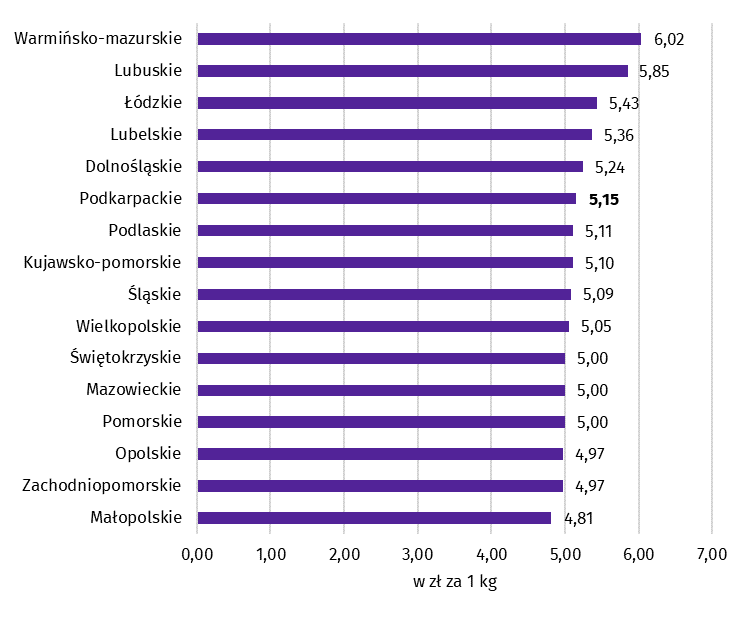 Warmińsko-mazurskie 6,02
Lubuskie 5,85
Łódzkie 5,43
Lubelskie 5,36
Dolnośląskie 5,24
Podkarpackie 5,15
Podlaskie 5,11
Kujawsko-pomorskie 5,10
Śląskie 5,09
Wielkopolskie 5,05
Świętokrzyskie 5,00
Mazowieckie 5,00
Pomorskie 5,00
Opolskie 4,97
Zachodniopomorskie 4,97
Małopolskie 4,81
0,00 1,00 2,00 3,00 4,00 5,00 6,00 7,00
w zł za 1 kg